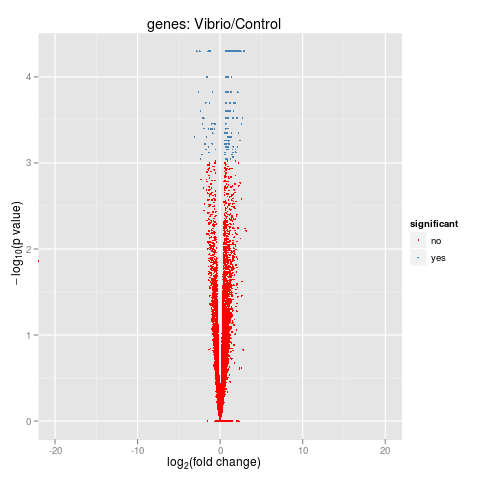 genes: Vibrio/Control
4
3
2
1
0
-20
-10
0
10
20
− log10(p value)
log2(fold change)
significant
no
yes